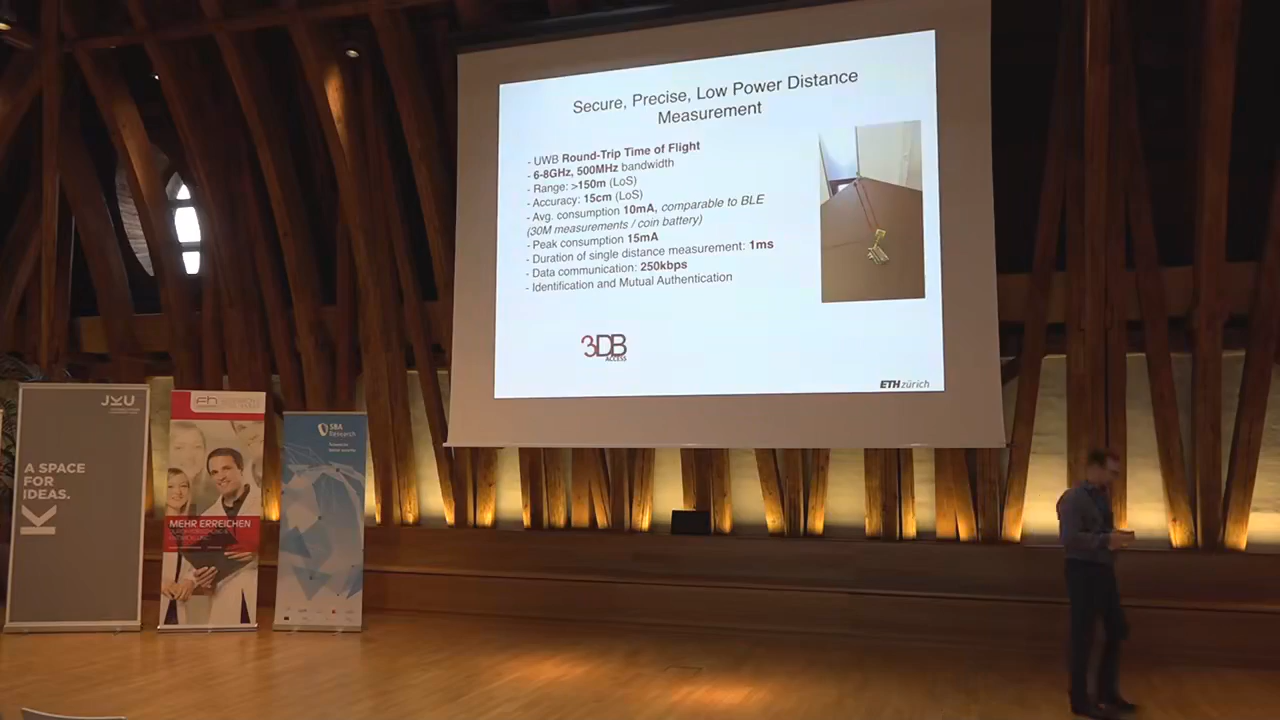 Secure, Precise, Low Power Distance
Measurement
- UWB Round-Trip Time of Flight
- 6-8GHz, 500MHz bandwidth
- Range: >150m (LoS)
- Accuracy: 15cm (LoS)
- Avg. consumption 10mA, comparable to BLE
(30M measurements / coin battery)
- Peak consumption 15mA
- Duration of single distance measurement: 1ms
- Data communication: 250kbps
- Identification and Mutual Authentication
3DB
ACCESS
ETH zürich
JKU
A SPACE
FOR
IDEAS.
K
fh
MEHR ERREICHEN
SBA
Research